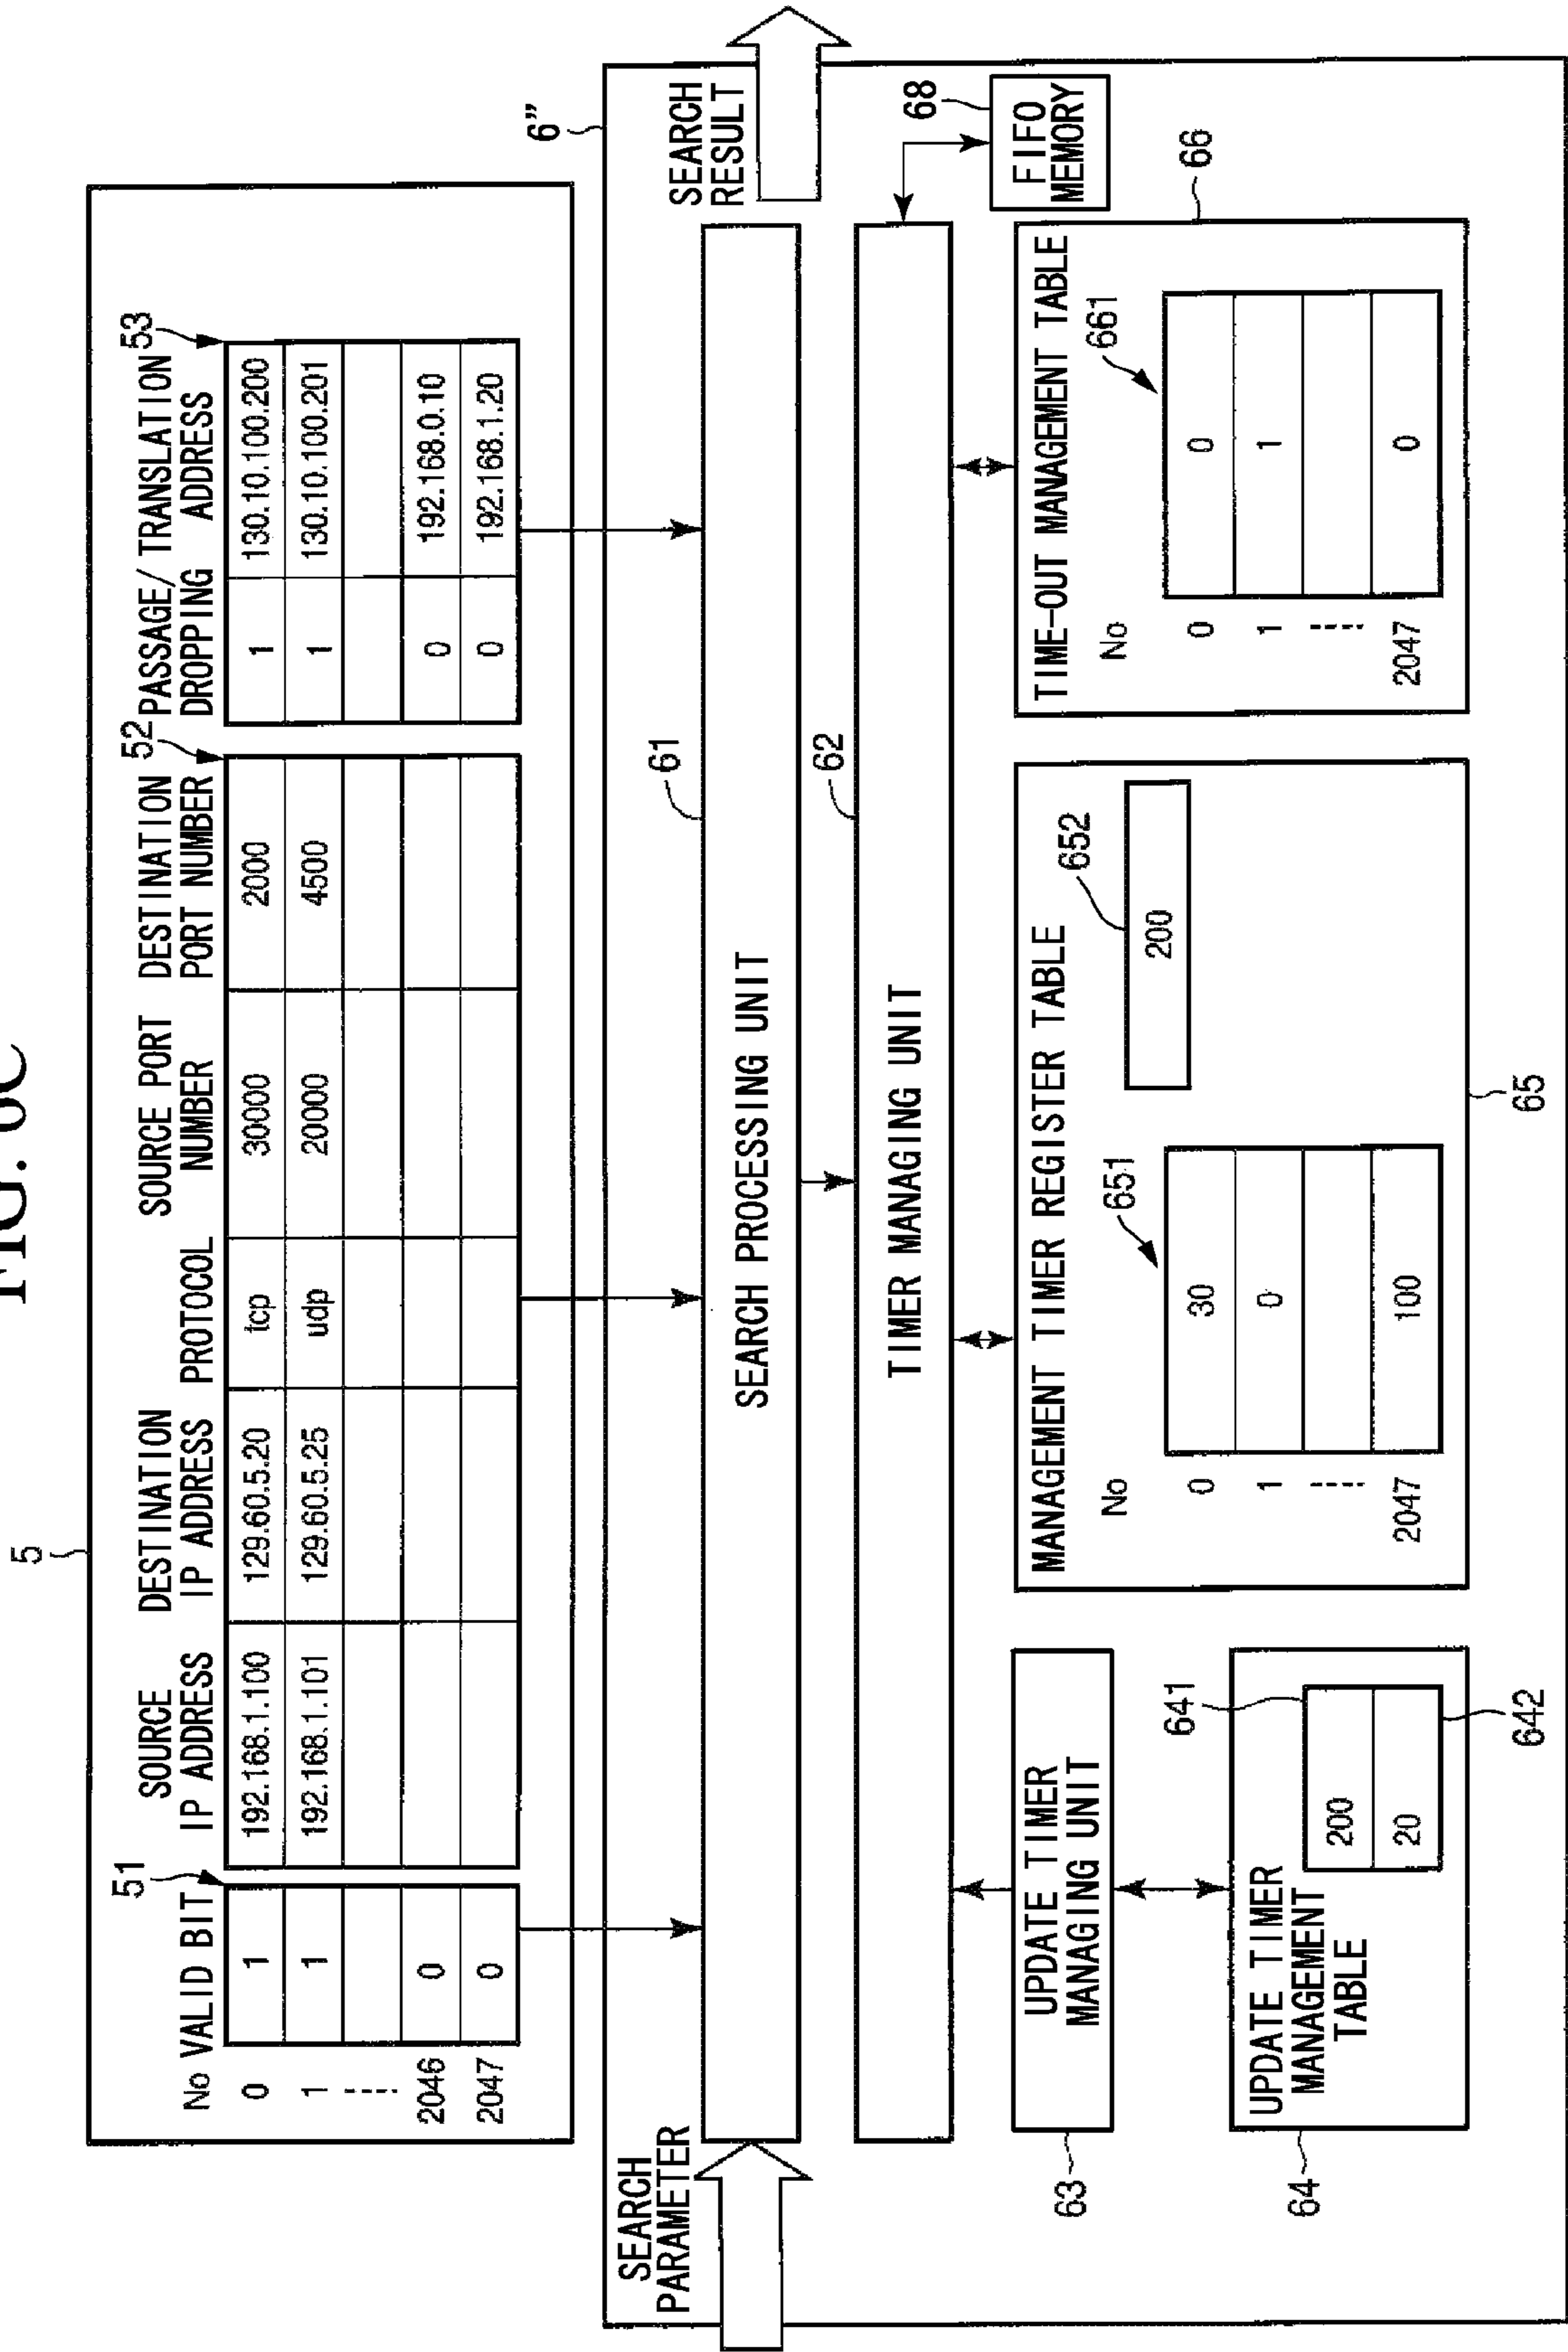 FIG. 6C
5
51
52
53
No VALID BIT
SOURCE
IP ADDRESS
DESTINATION
IP ADDRESS
PROTOCOL
SOURCE PORT
NUMBER
DESTINATION
PORT NUMBER
PASSAGE/
DROPPING
TRANSLATION
ADDRESS
0 1 192.168.1.100 129.60.5.20 tcp 30000 2000 1 130.10.100.200
1 1 192.168.1.101 129.60.5.25 udp 20000 4500 1 130.10.100.201
2046 0 0 192.168.0.10
2047 0 0 192.168.1.20
6”
SEARCH
PARAMETER
SEARCH
RESULT
61
SEARCH PROCESSING UNIT
62
TIMER MANAGING UNIT
68
FIFO
MEMORY
63
UPDATE TIMER
MANAGING UNIT
64
UPDATE TIMER
MANAGEMENT
TABLE
641
200
20
642
MANAGEMENT TIMER REGISTER TABLE
651
652
200
No
0 30
1 0
2047 100
65
66
TIME-OUT MANAGEMENT TABLE
661
No
0 0
1 1
2047 0